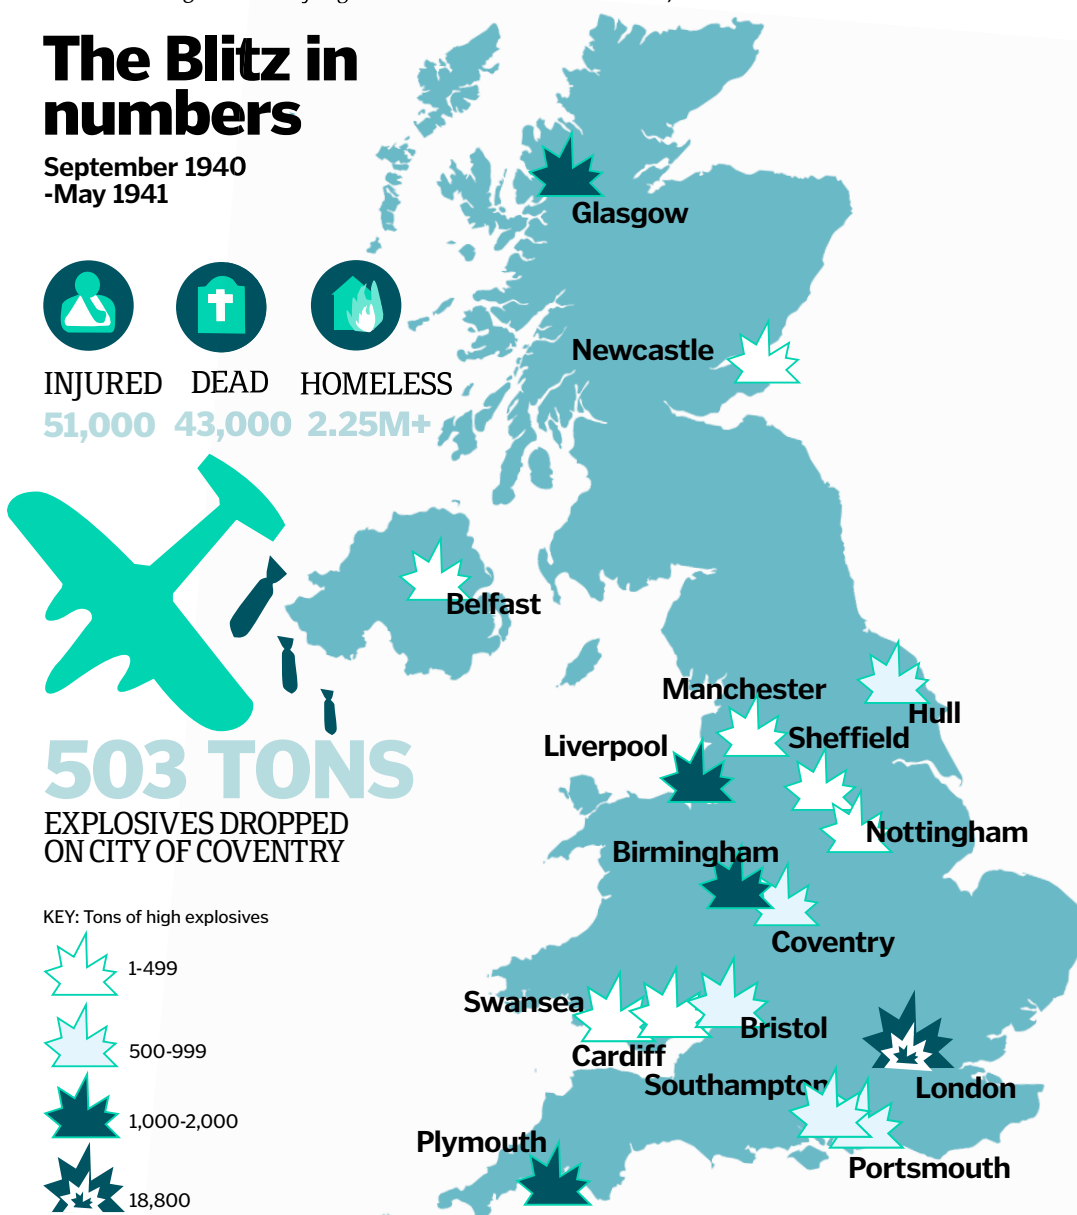 The Blitz in
numbers
September 1940
-May 1941
INJURED
51,000
DEAD
43,000
HOMELESS
2.25M+
503 TONS
EXPLOSIVES DROPPED
ON CITY OF COVENTRY
KEY: Tons of high explosives
1-499
500-999
1,000-2,000
18,800
Glasgow
Newcastle
Belfast
Manchester
Hull
Sheffield
Liverpool
Nottingham
Birmingham
Coventry
Swansea
Bristol
Cardiff
Southampton
London
Plymouth
Portsmouth